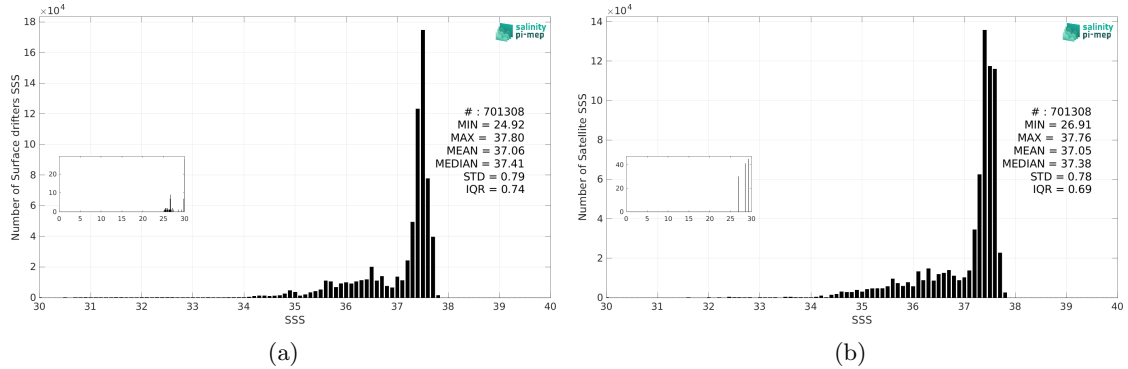 ×10⁴
18
16
14
12
10
8
6
4
2
0
Number of Surface drifters SSS
30 31 32 33 34 35 36 37 38 39 40
SSS
salinity
pi-mep
# : 701308
MIN = 24.92
MAX = 37.80
MEAN = 37.06
MEDIAN = 37.41
STD = 0.79
IQR = 0.74
20
10
0
0 5 10 15 20 25 30
(a)
×10⁴
14
12
10
8
6
4
2
0
Number of Satellite SSS
30 31 32 33 34 35 36 37 38 39 40
SSS
salinity
pi-mep
# : 701308
MIN = 26.91
MAX = 37.76
MEAN = 37.05
MEDIAN = 37.38
STD = 0.78
IQR = 0.69
40
20
0
0 5 10 15 20 25 30
(b)